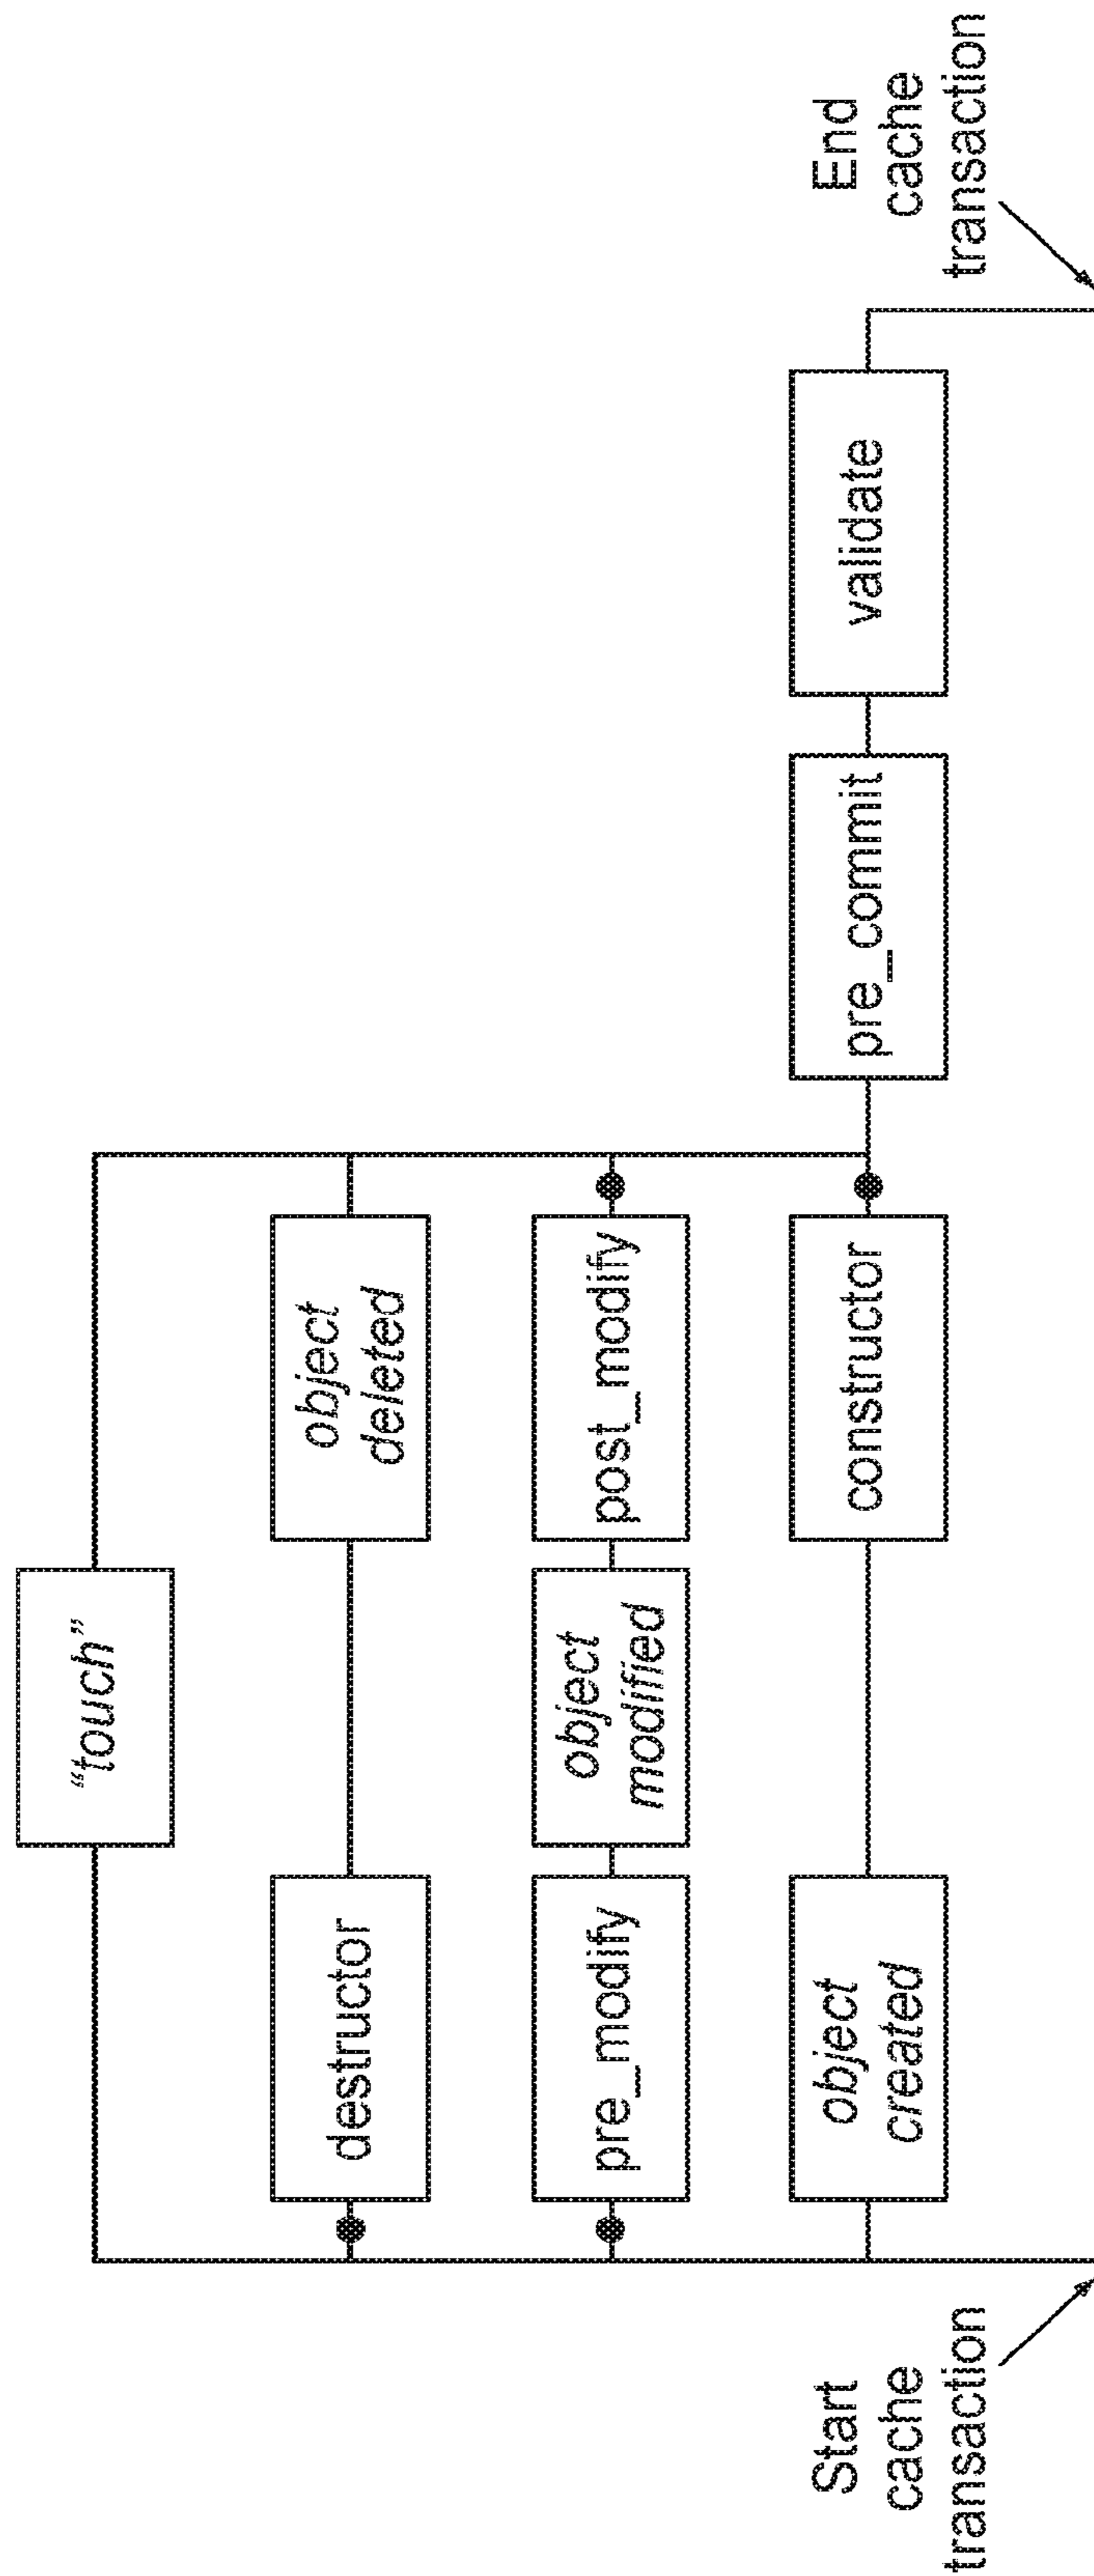 “touch”
destructor
object
deleted
pre_modify
object
modified
post_modify
object
created
constructor
pre_commit
validate
Start
cache
transaction
End
cache
transaction